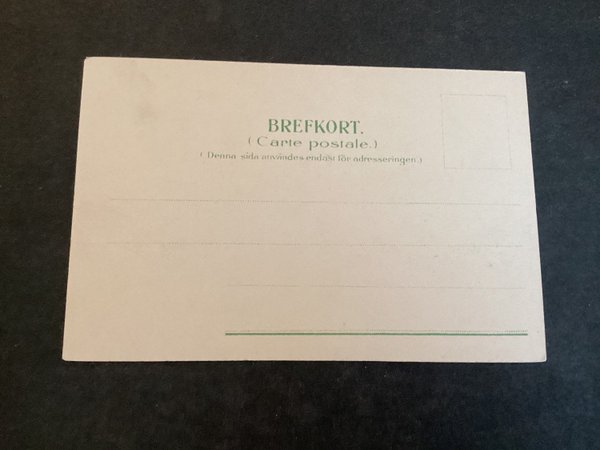 BREFKORT.
(Carte postale.)
(Denna sida användes endast för adresseringen.)